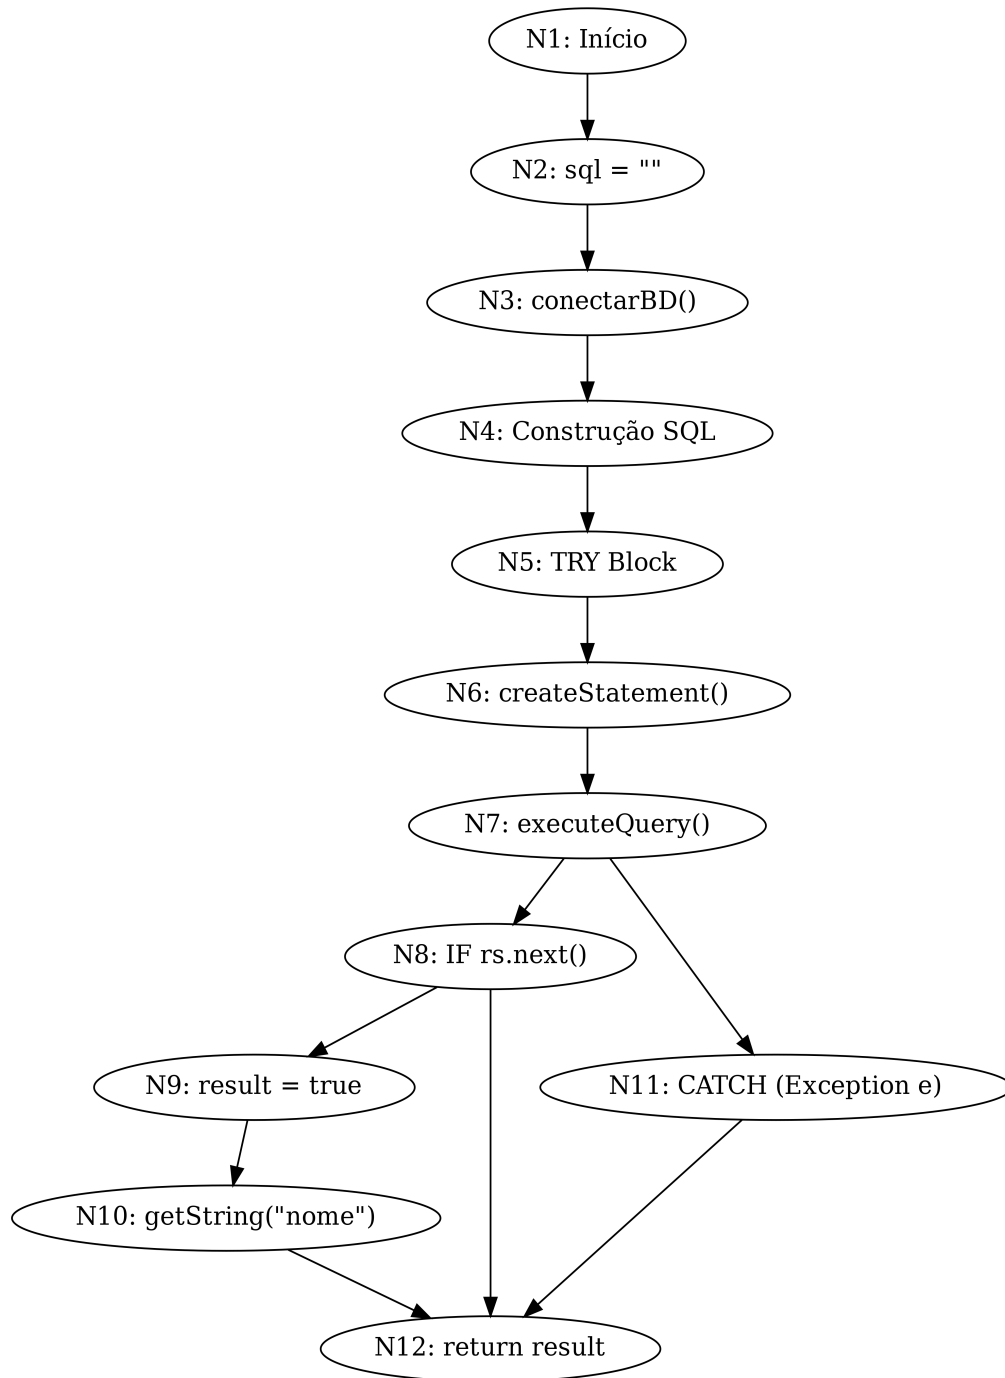 N1: Início
N2: sql = ""
N3: conectarBD()
N4: Construção SQL
N5: TRY Block
N6: createStatement()
N7: executeQuery()
N8: IF rs.next()
N9: result = true
N11: CATCH (Exception e)
N10: getString("nome")
N12: return result